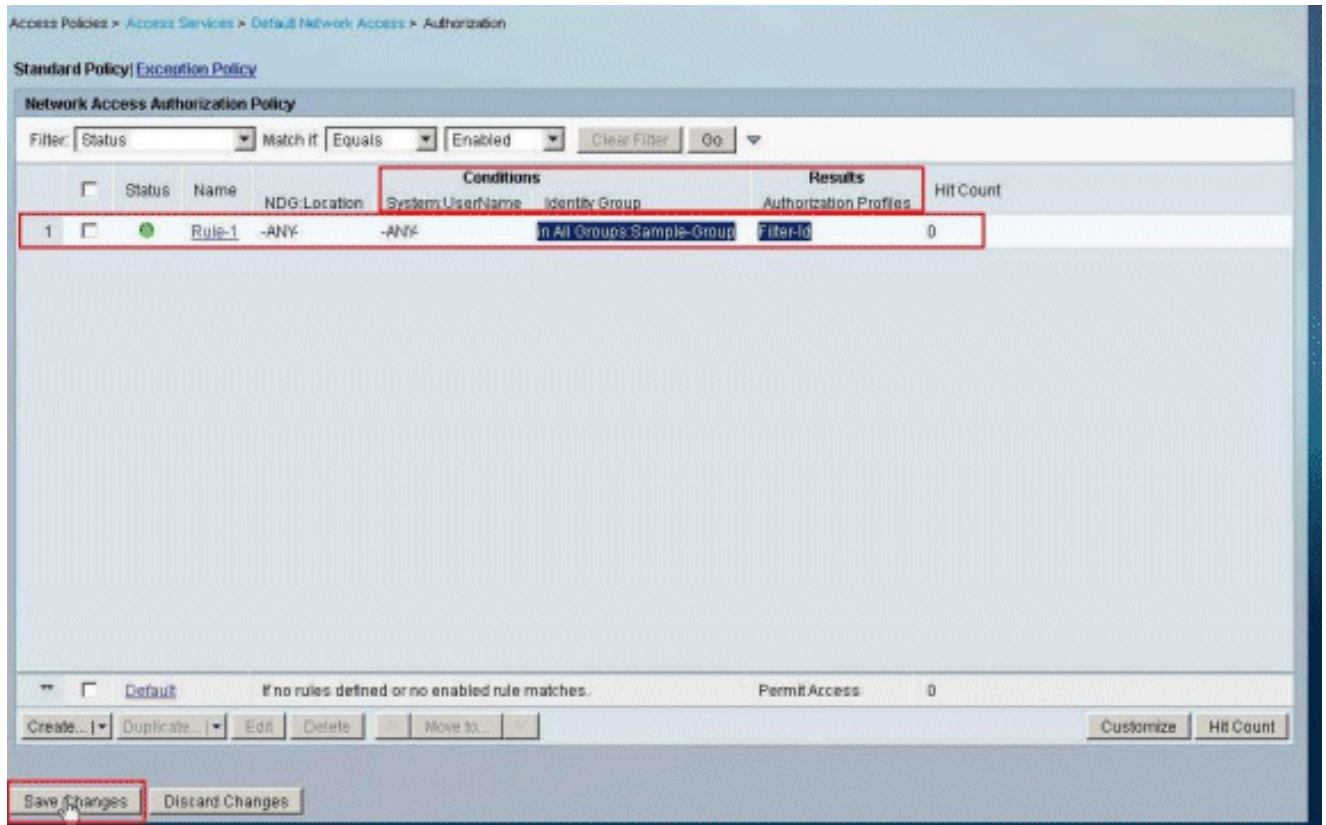 Access Policies > Access Services > Default Network Access > Authorization
Standard Policy| Exception Policy
Network Access Authorization Policy
Filter: Status Match if: Equals Enabled Clear Filter Go
Conditions Results
Status Name NDG:Location System:UserName Identity Group Authorization Profiles Hit Count
1 Rule-1 -ANY- -ANY- in All Groups:Sample-Group Filter-Id 0
** Default If no rules defined or no enabled rule matches. Permit Access 0
Create... Duplicate... Edit Delete Move to... Customize Hit Count
Save Changes Discard Changes